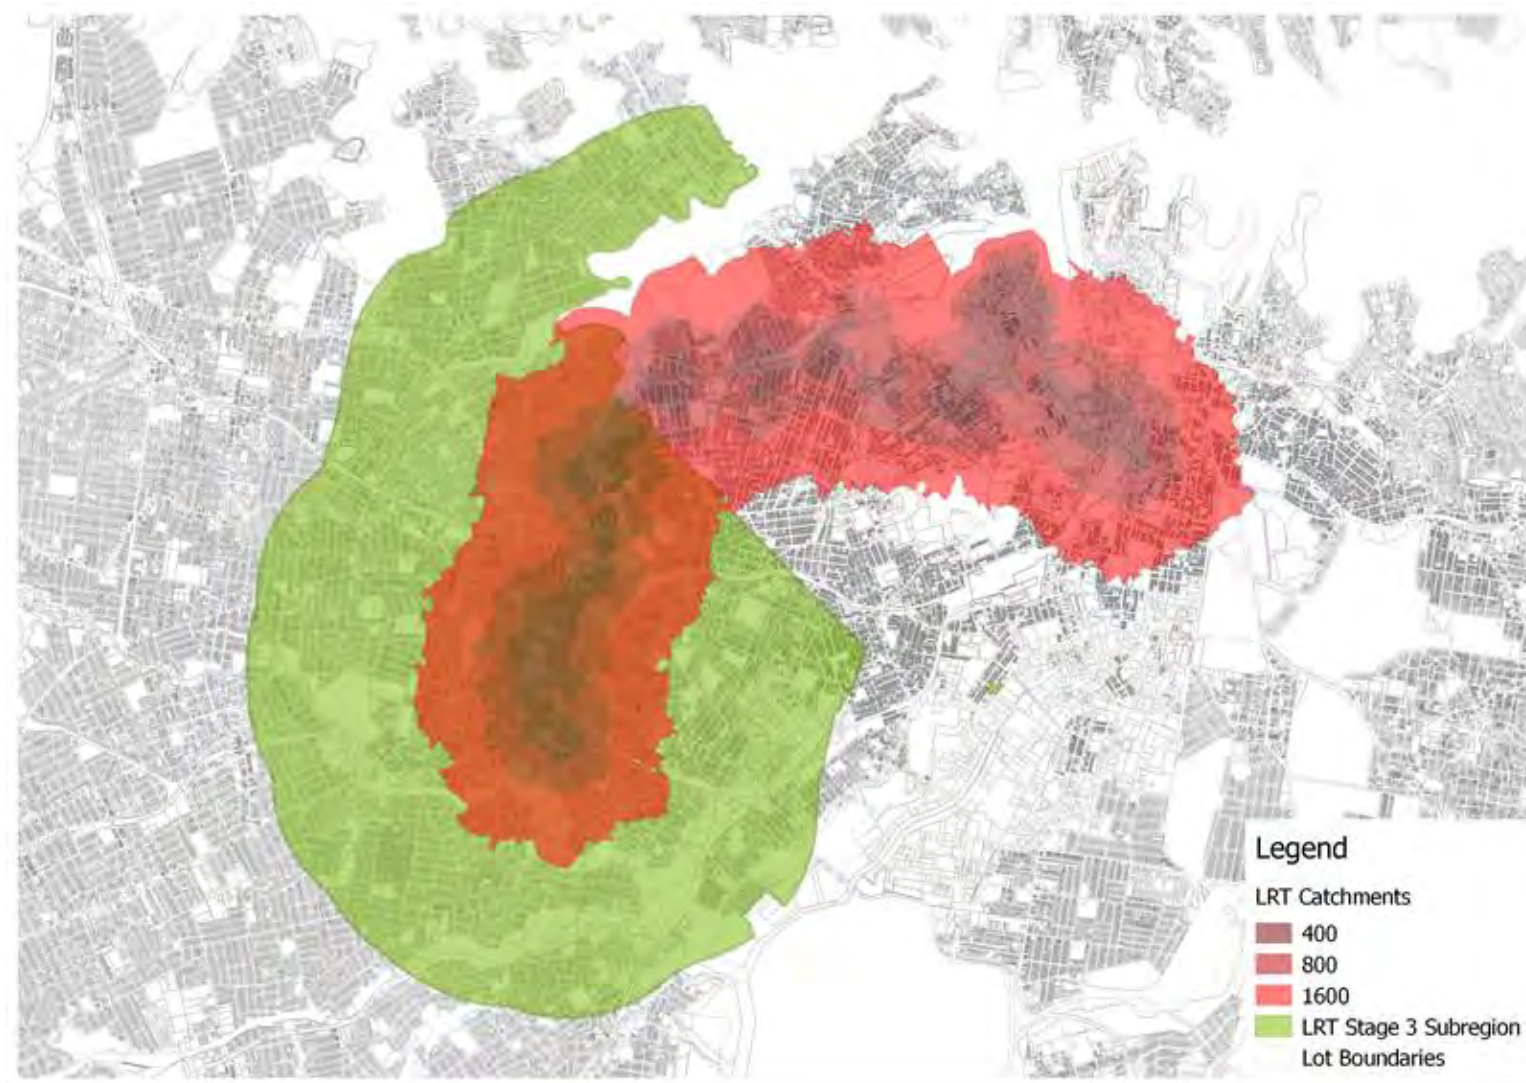 Legend
LRT Catchments
400
800
1600
LRT Stage 3 Subregion
Lot Boundaries